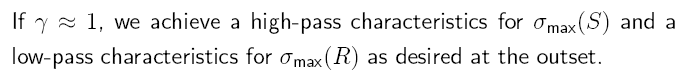 If γ ≈ 1, we achieve a high-pass characteristics for σ_max(S) and a
low-pass characteristics for σ_max(R) as desired at the outset.